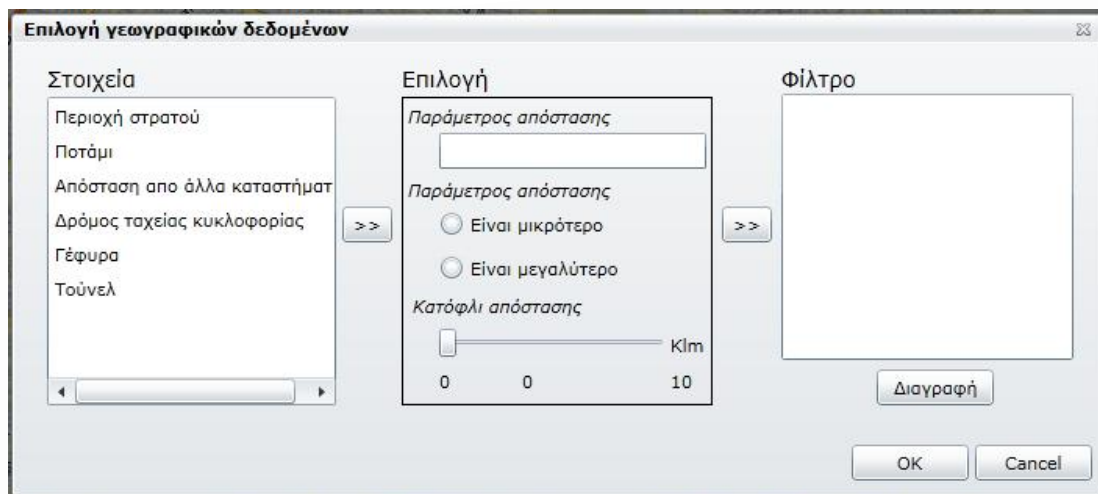 Επιλογή γεωγραφικών δεδομένων
Στοιχεία
Περιοχή στρατού
Ποτάμι
Απόσταση απο άλλα καταστήματ
Δρόμος ταχείας κυκλοφορίας
Γέφυρα
Τούνελ
>>
Επιλογή
Παράμετρος απόστασης
Παράμετρος απόστασης
Είναι μικρότερο
Είναι μεγαλύτερο
Κατόφλι απόστασης
Klm
0 0 10
>>
Φίλτρο
Διαγραφή
OK Cancel